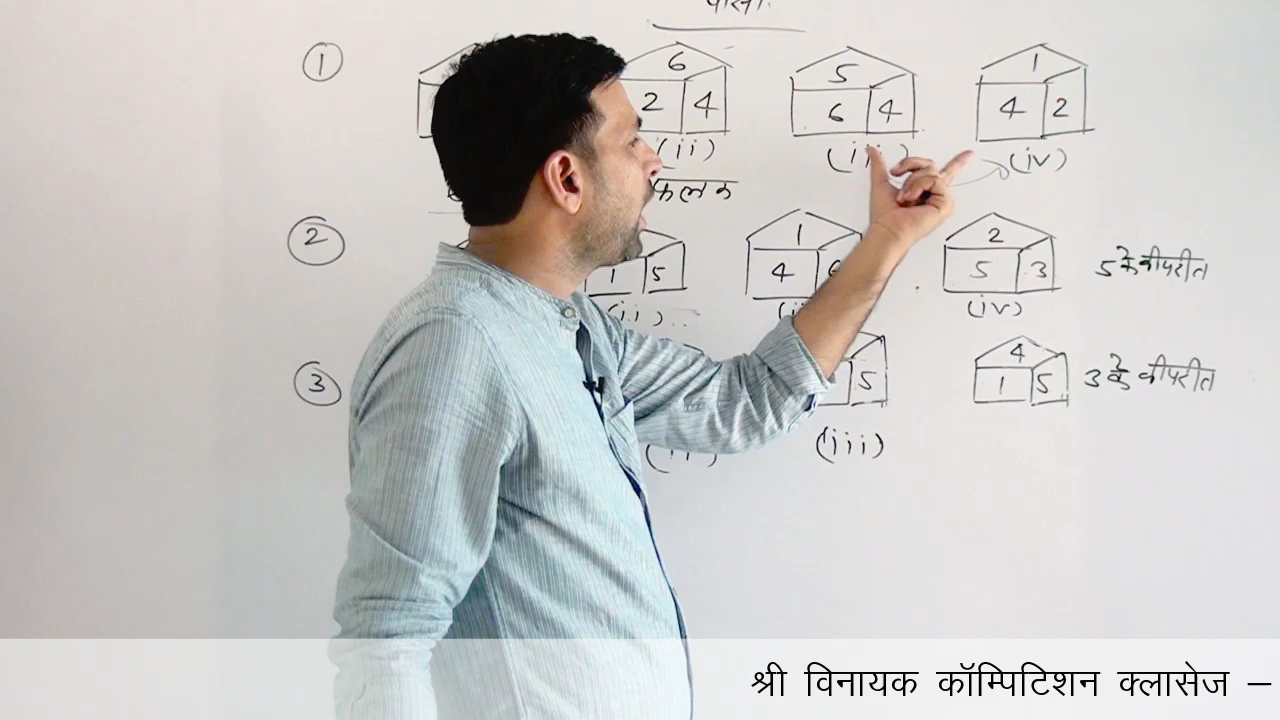 पासा
1 6 5 1
2 4 6 4 4 2
(ii) (iv)
फलक
2 1 2
1 5 4 5 3 5 के वीपरीत
(iv)
3 4
5 1 5 3 के वीपरीत
(iii)
श्री विनायक कॉम्पिटिशन क्लासेज –